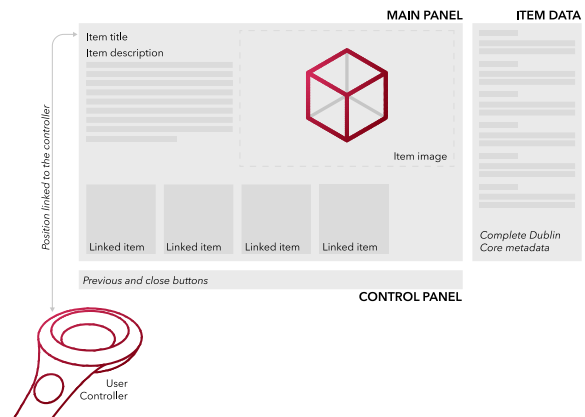 MAIN PANEL
ITEM DATA
Item title
Item description
Item image
Linked item
Linked item
Linked item
Linked item
Complete Dublin
Core metadata
Previous and close buttons
CONTROL PANEL
Position linked to the controller
User
Controller